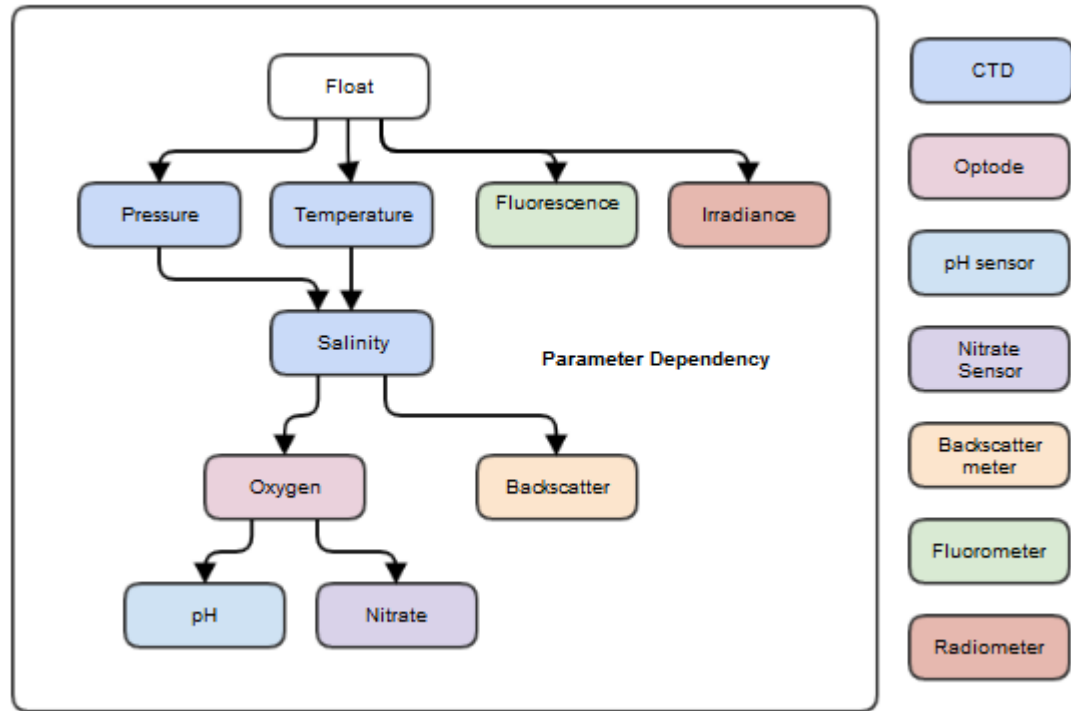 Float
Pressure
Temperature
Fluorescence
Irradiance
Salinity
Parameter Dependency
Oxygen
Backscatter
pH
Nitrate
CTD
Optode
pH sensor
Nitrate
Sensor
Backscatter
meter
Fluorometer
Radiometer